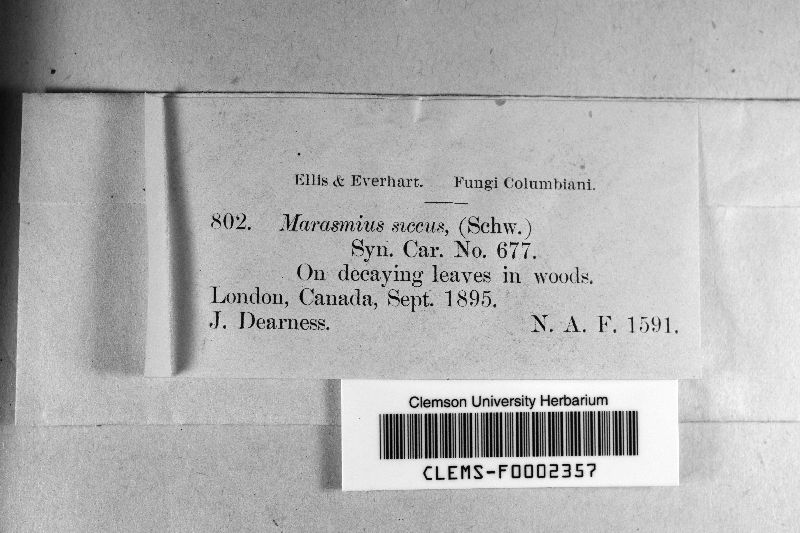 Ellis & Everhart. Fungi Columbiani.
802. Marasmius siccus, (Schw.)
Syn. Car. No. 677.
On decaying leaves in woods.
London, Canada, Sept. 1895.
J. Dearness. N. A. F. 1591.
Clemson University Herbarium
CLEMS-F0002357